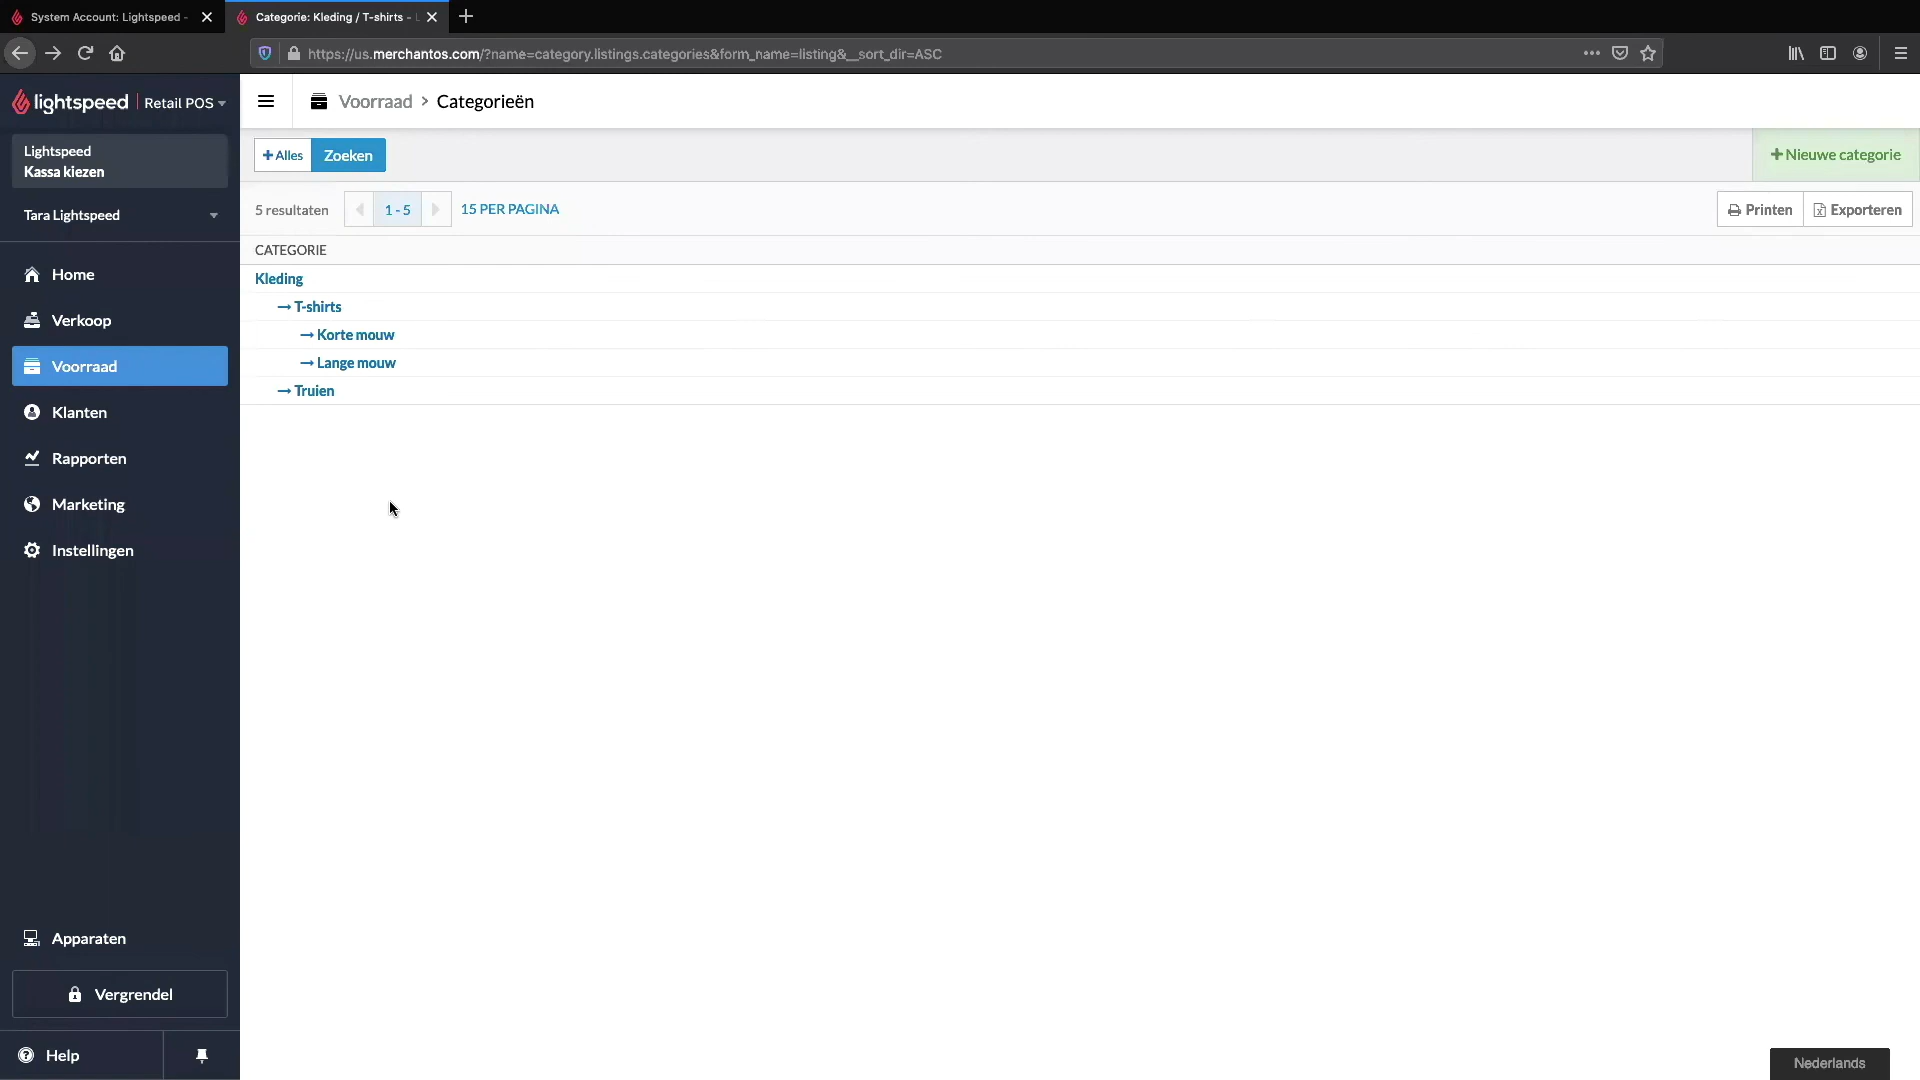 System Account: Lightspeed -
Categorie: Kleding / T-shirts - L
https://us.merchantos.com/?name=category.listings.categories&form_name=listing&__sort_dir=ASC
lightspeed Retail POS
Voorraad > Categorieën
Lightspeed
Kassa kiezen
+ Alles Zoeken
+ Nieuwe categorie
Tara Lightspeed
5 resultaten 1 - 5 15 PER PAGINA
Printen Exporteren
CATEGORIE
Kleding
→ T-shirts
→ Korte mouw
→ Lange mouw
→ Truien
Home
Verkoop
Voorraad
Klanten
Rapporten
Marketing
Instellingen
Apparaten
Vergrendel
Help
Nederlands